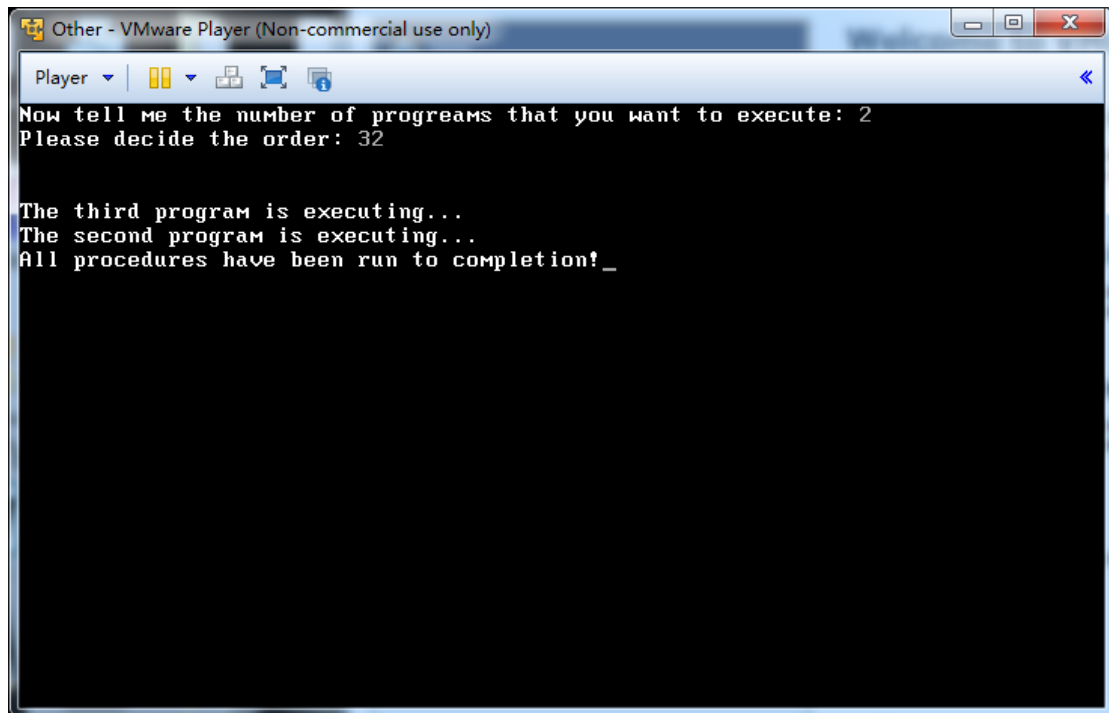 Other - VMware Player (Non-commercial use only)
Player
Now tell me the number of progreams that you want to execute: 2
Please decide the order: 32
The third program is executing...
The second program is executing...
All procedures have been run to completion!_